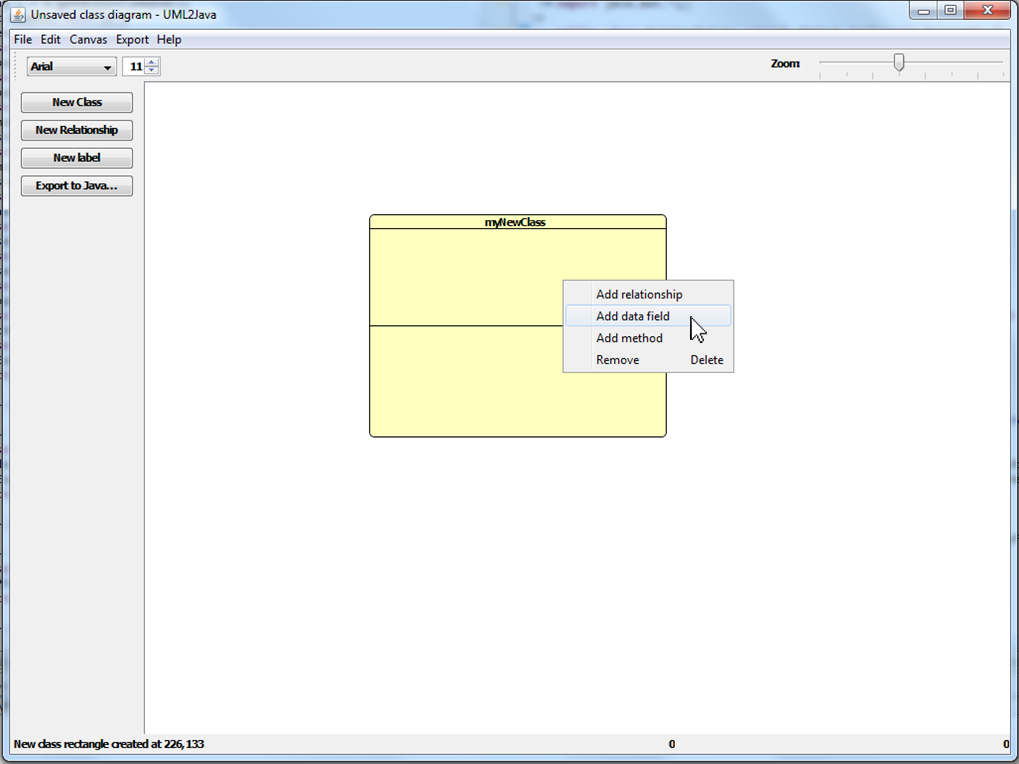 Unsaved class diagram - UML2Java
File Edit Canvas Export Help
Arial 11 Zoom:
New Class
New Relationship
New label
Export to Java...
myNewClass
Add relationship
Add data field
Add method
Remove Delete
New class rectangle created at 226,133 0 0